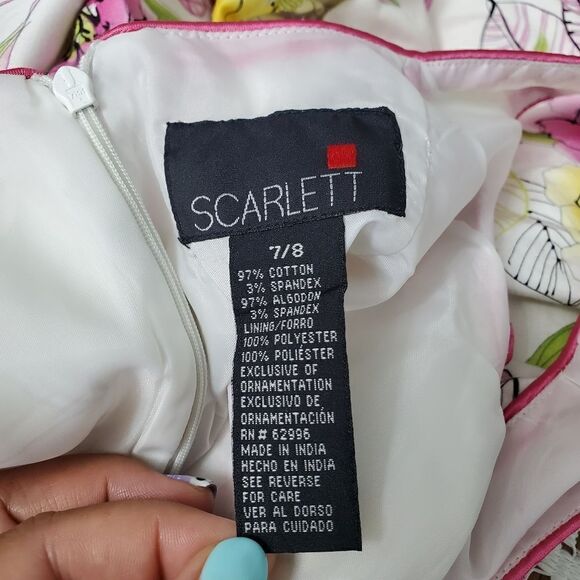 SCARLETT
7/8
97% COTTON
3% SPANDEX
97% ALGODON
3% SPANDEX
LINING/FORRO
100% POLYESTER
100% POLIÉSTER
EXCLUSIVE OF
ORNAMENTATION
EXCLUSIVO DE
ORNAMENTACIÓN
RN# 62996
MADE IN INDIA
HECHO EN INDIA
SEE REVERSE
FOR CARE
VER AL DORSO
PARA CUIDADO